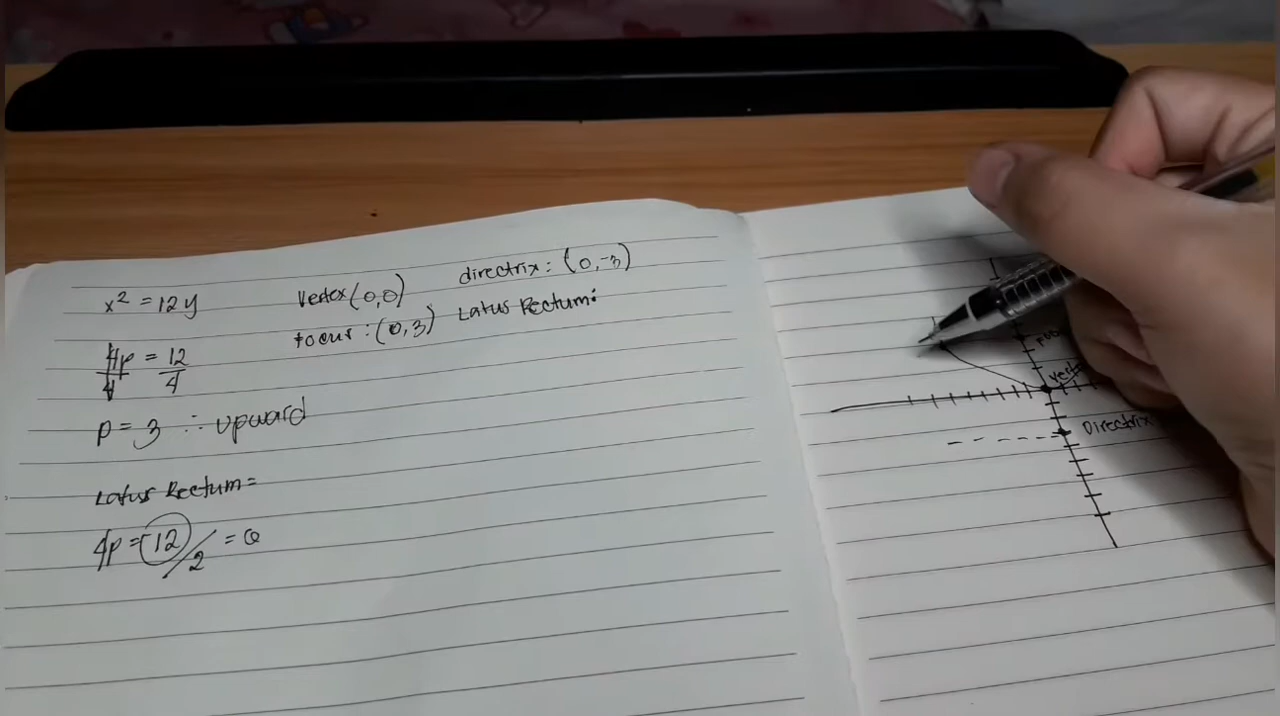 x² = 12y
4p/4 = 12/4
p = 3 ∴ upward
Latus Rectum =
4p = 12/2 = 6
Vertex (0,0)
focus : (0,3)
directrix : (0,-3)
Latus Rectum:
Vertex
Directrix